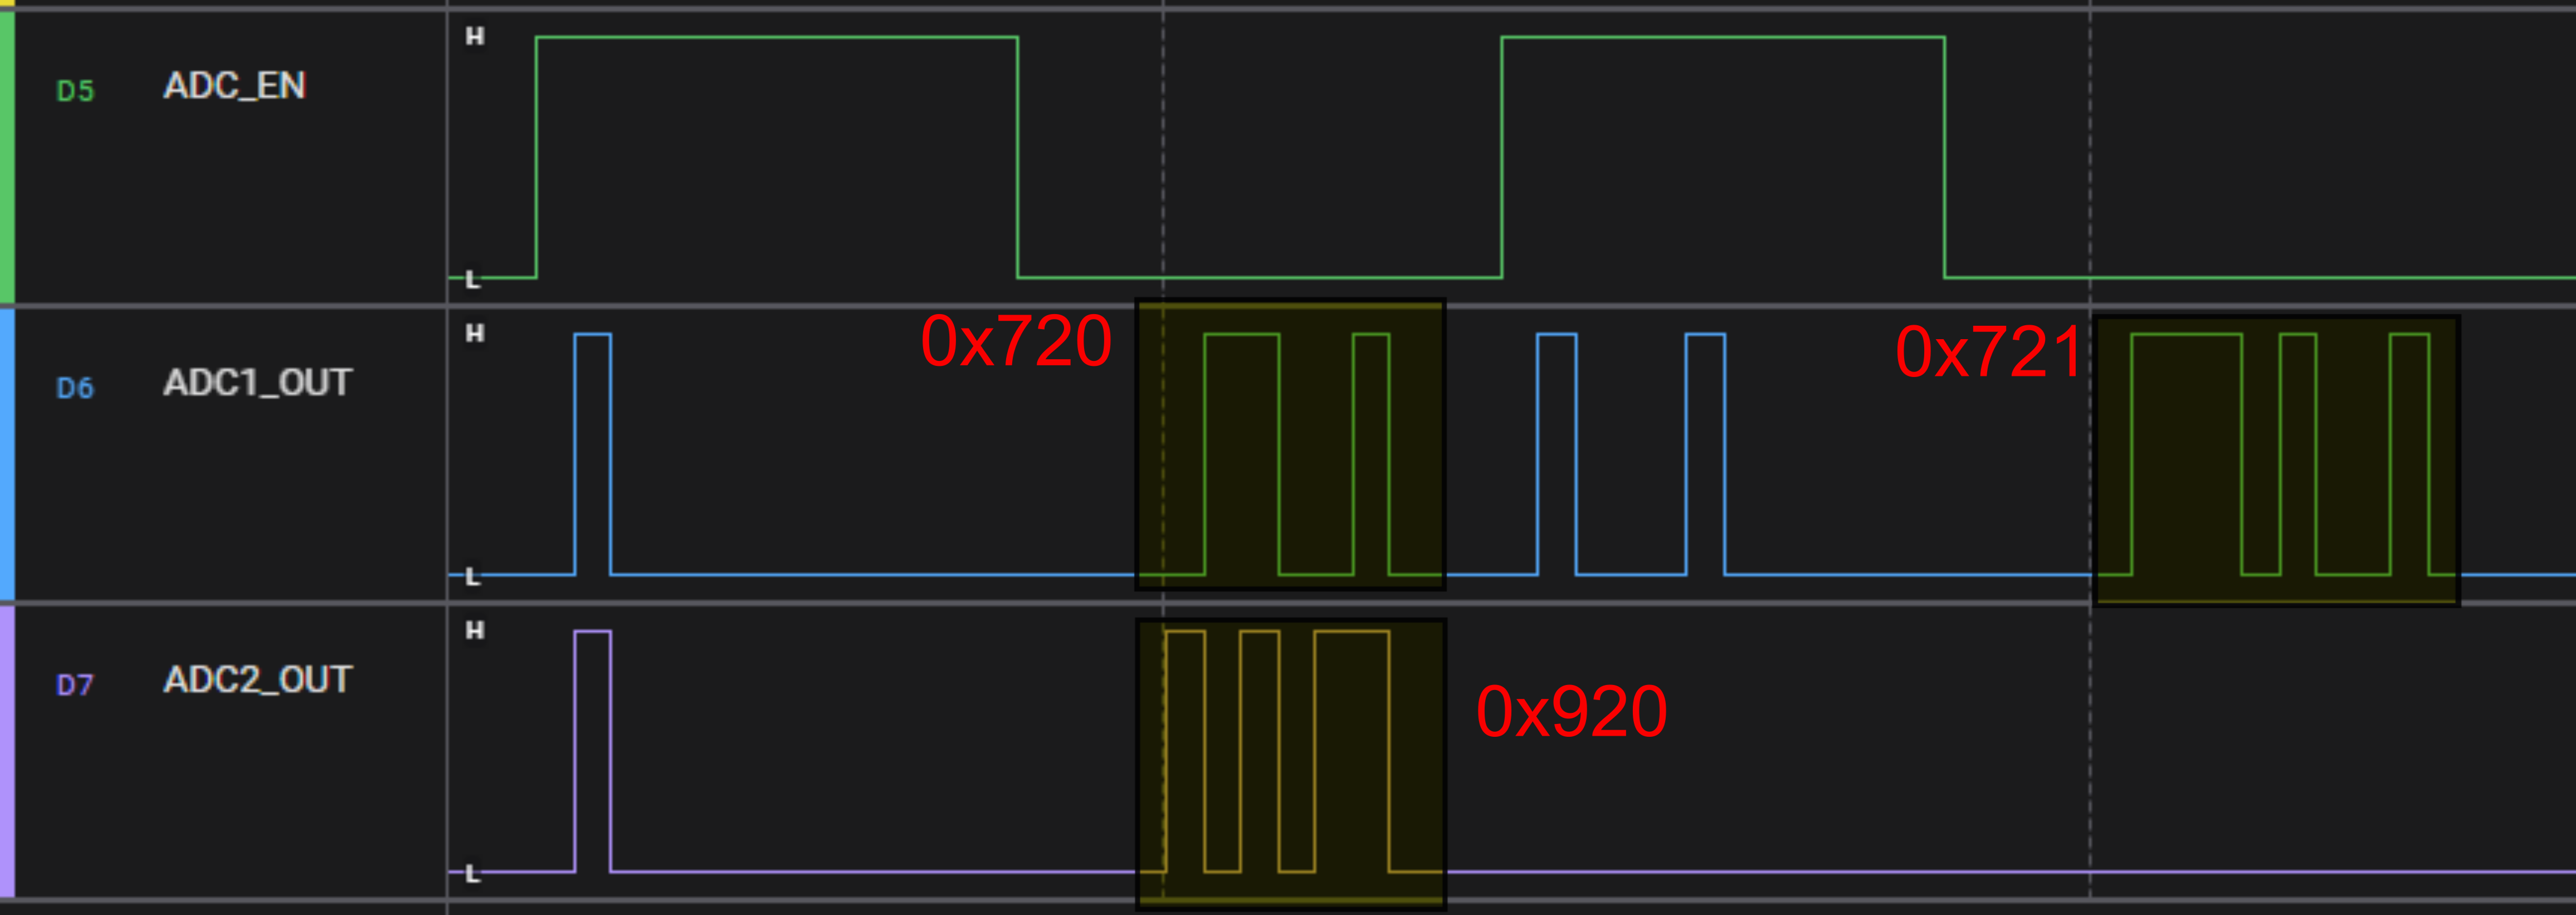 H
D5 ADC_EN
L
H
0x720 0x721
D6 ADC1_OUT
L
H
D7 ADC2_OUT
0x920
L